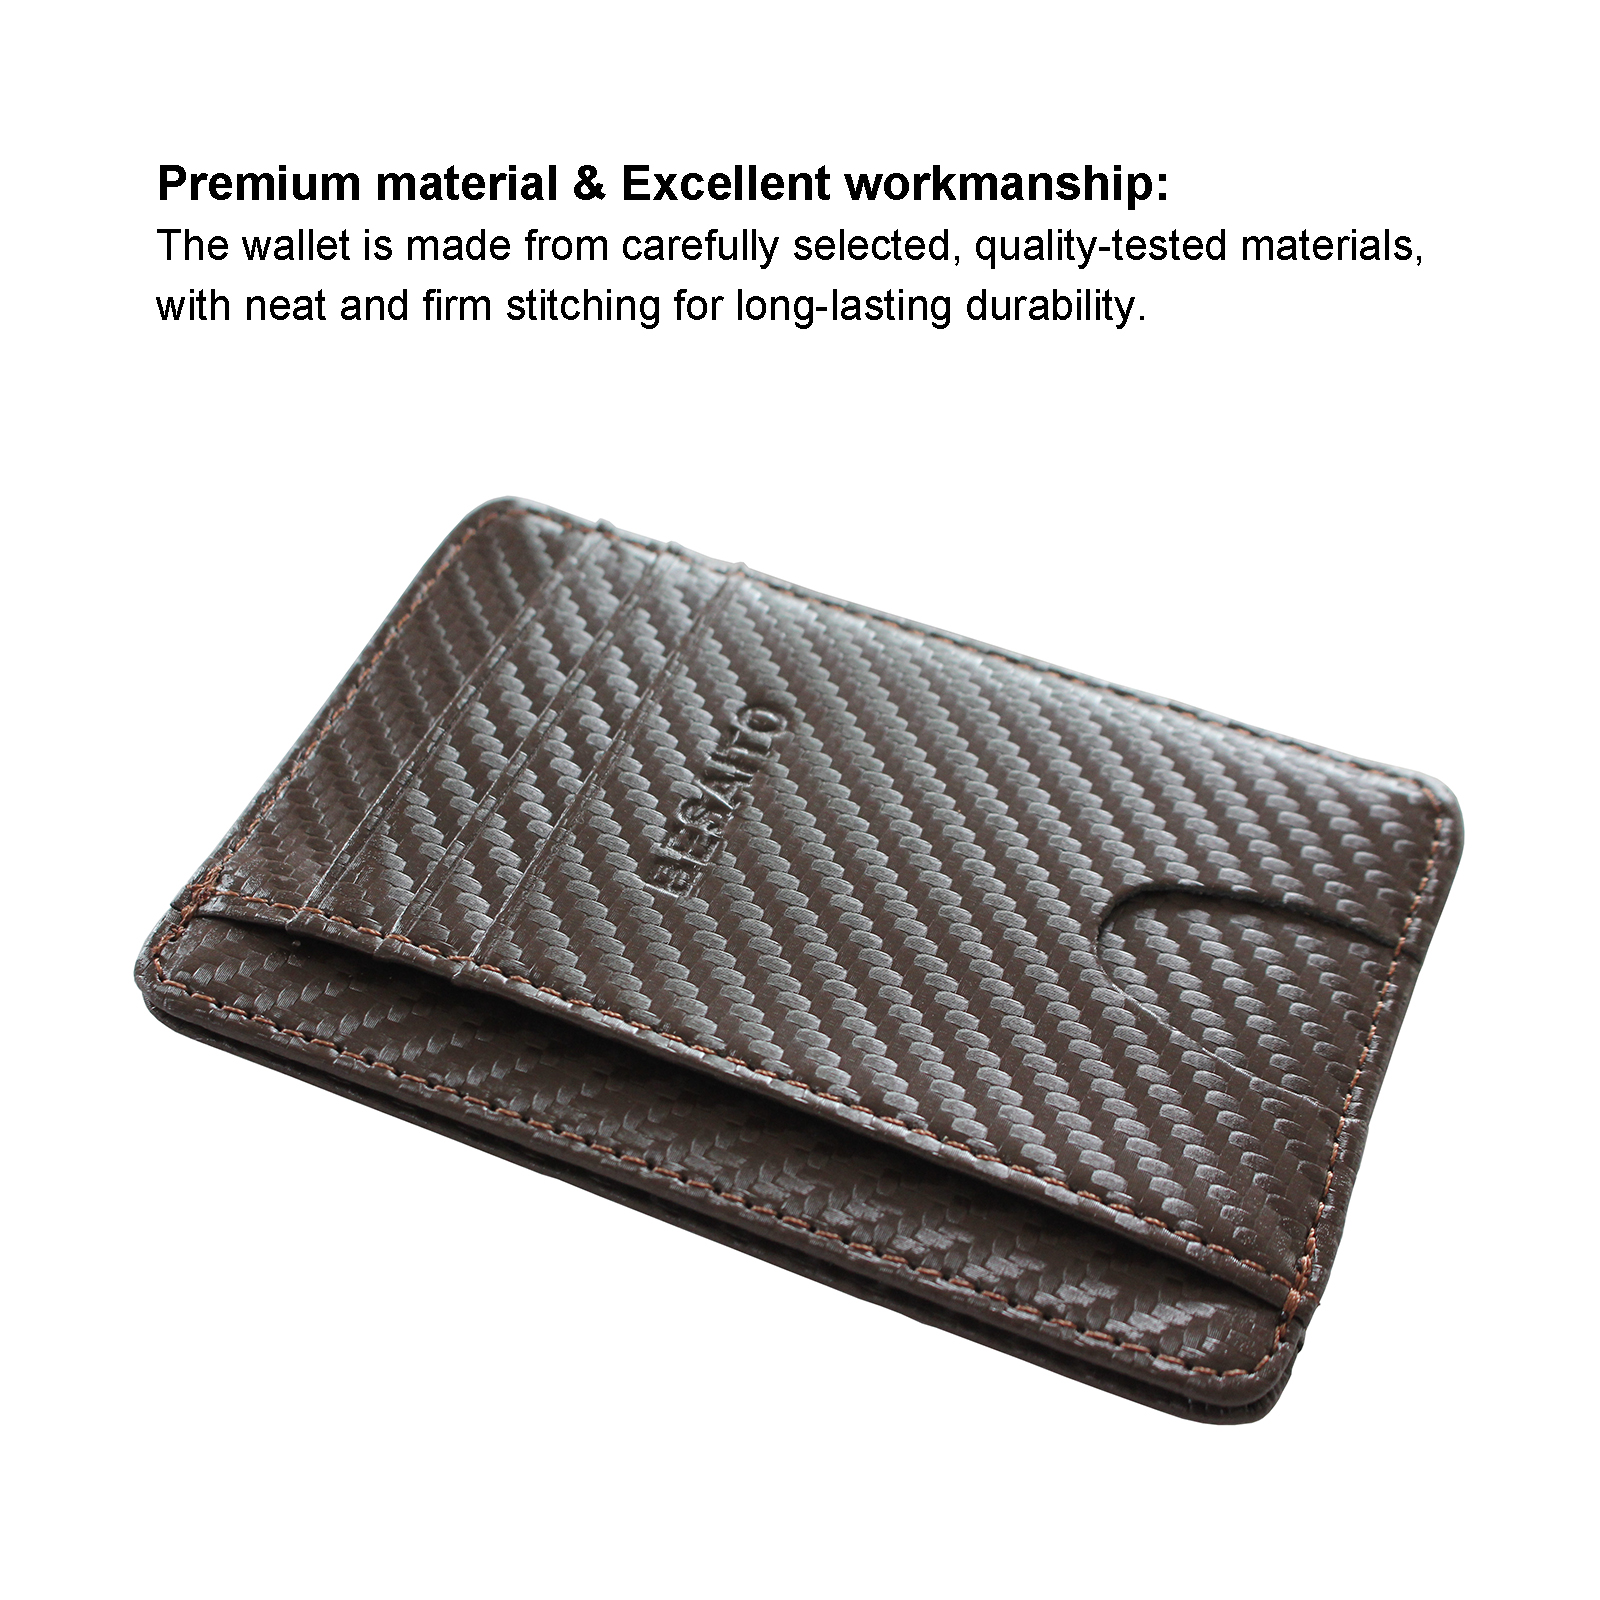 Premium material & Excellent workmanship:
The wallet is made from carefully selected, quality-tested materials,
with neat and firm stitching for long-lasting durability.